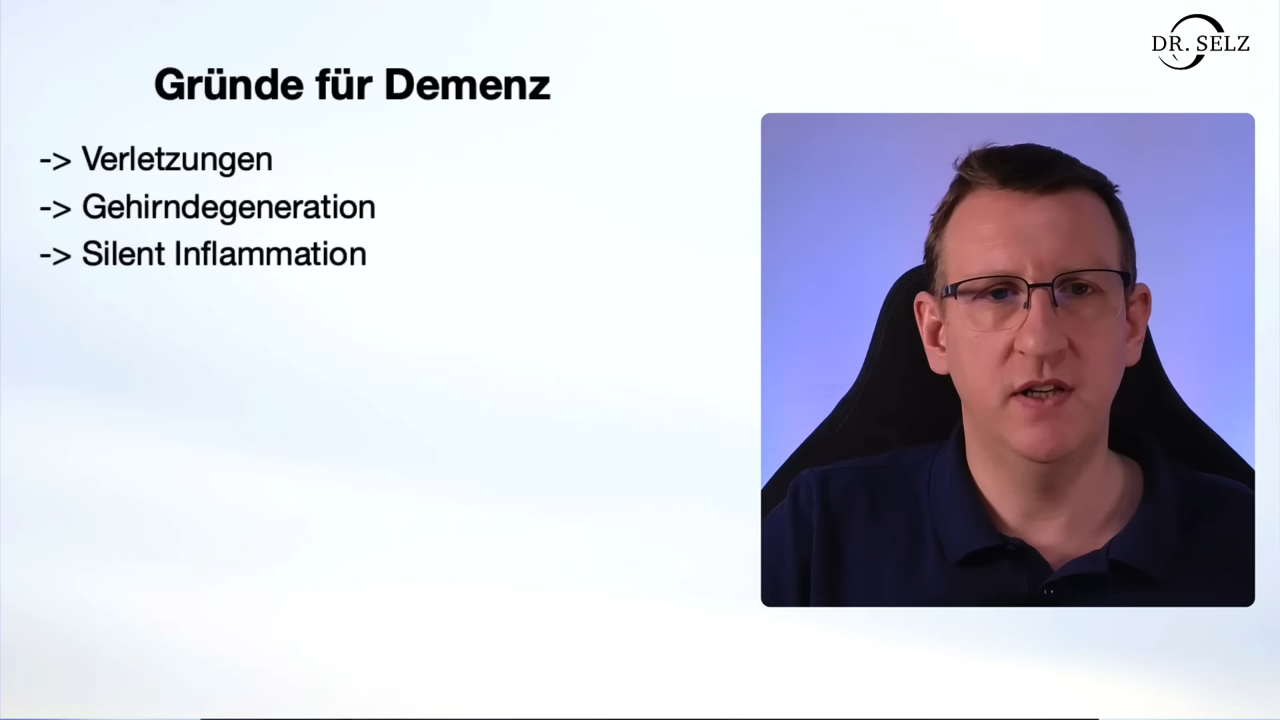 DR. SELZ
Gründe für Demenz
-> Verletzungen
-> Gehirndegeneration
-> Silent Inflammation